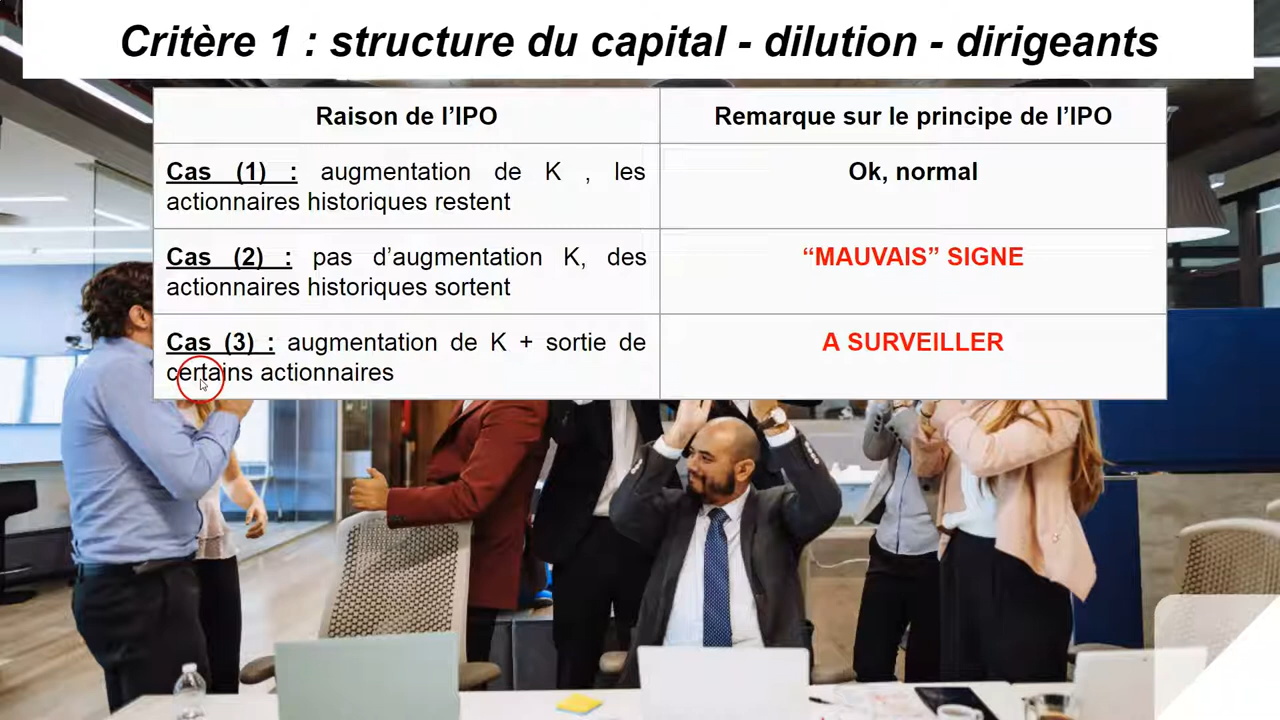 Critère 1 : structure du capital - dilution - dirigeants
Raison de l’IPO
Remarque sur le principe de l’IPO
Cas (1) : augmentation de K , les
actionnaires historiques restent
Ok, normal
Cas (2) : pas d’augmentation K, des
actionnaires historiques sortent
“MAUVAIS” SIGNE
Cas (3) : augmentation de K + sortie de
certains actionnaires
A SURVEILLER